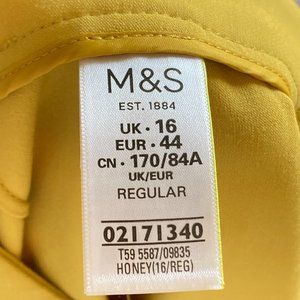 M&S
EST. 1884
UK · 16
EUR · 44
CN · 170/84A
UK/EUR
REGULAR
02171340
T59 5587/09835
HONEY(16/REG)